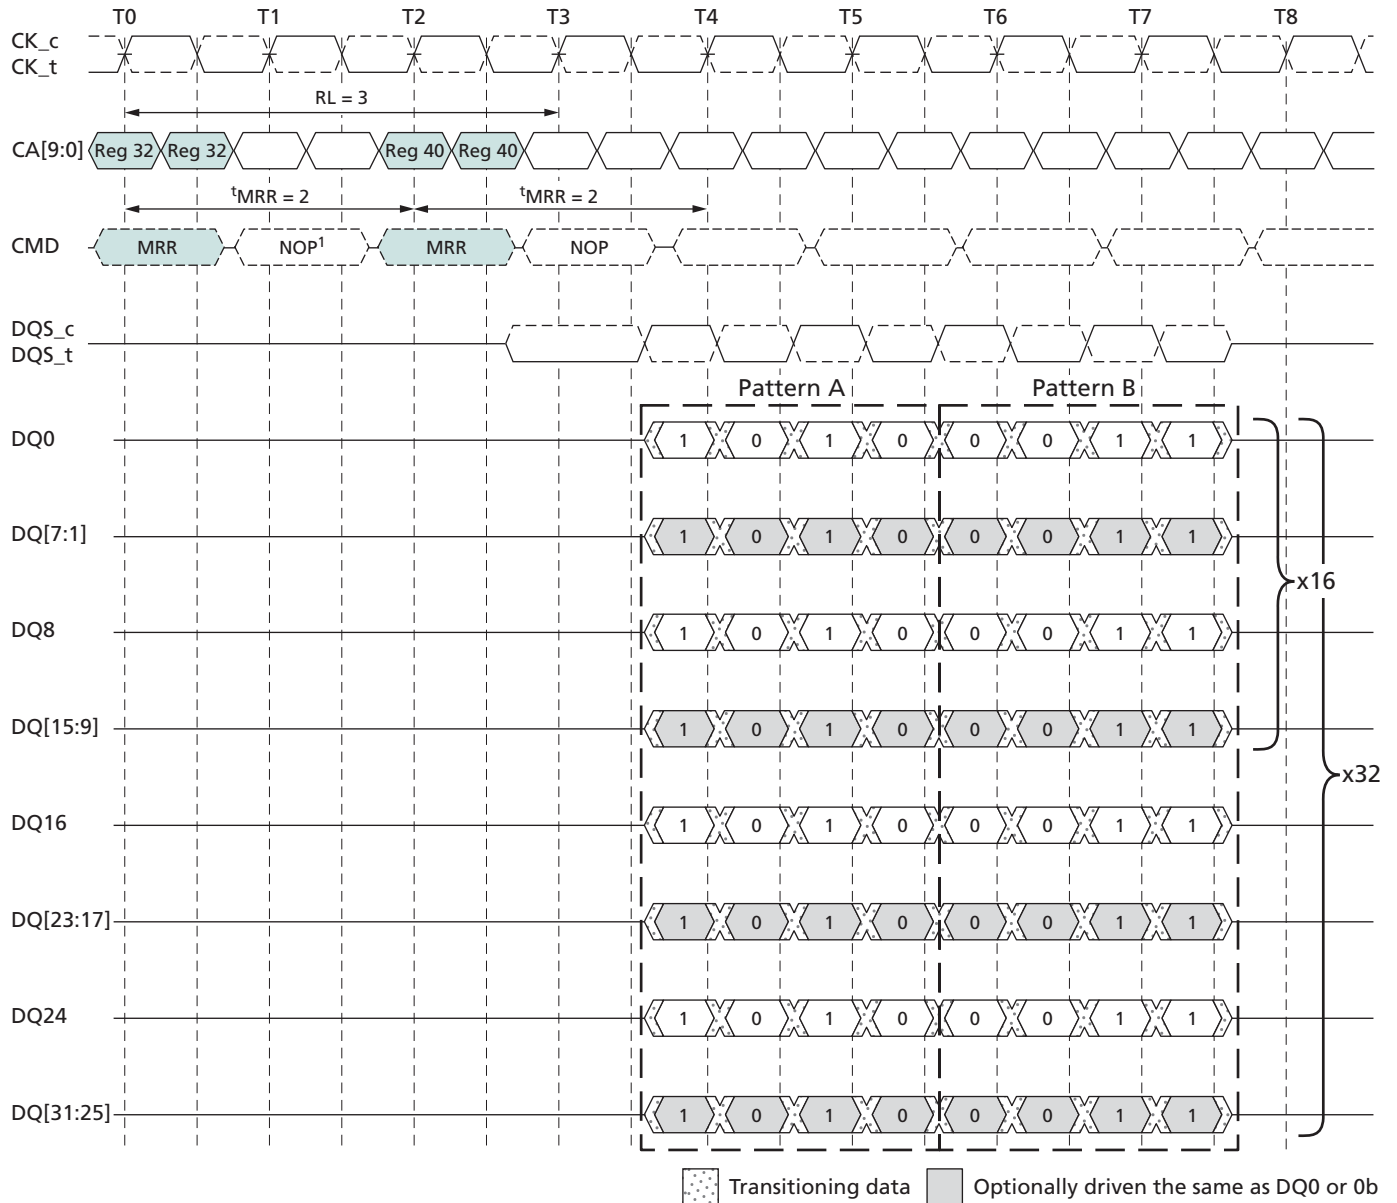 T0 T1 T2 T3 T4 T5 T6 T7 T8
CK_c
CK_t
RL = 3
CA[9:0] Reg 32 Reg 32 Reg 40 Reg 40
tMRR = 2 tMRR = 2
CMD MRR NOP1 MRR NOP
DQS_c
DQS_t
Pattern A Pattern B
DQ0 1 0 1 0 0 0 1 1
DQ[7:1] 1 0 1 0 0 0 1 1
x16
DQ8 1 0 1 0 0 0 1 1
DQ[15:9] 1 0 1 0 0 0 1 1
x32
DQ16 1 0 1 0 0 0 1 1
DQ[23:17] 1 0 1 0 0 0 1 1
DQ24 1 0 1 0 0 0 1 1
DQ[31:25] 1 0 1 0 0 0 1 1
Transitioning data Optionally driven the same as DQ0 or 0b